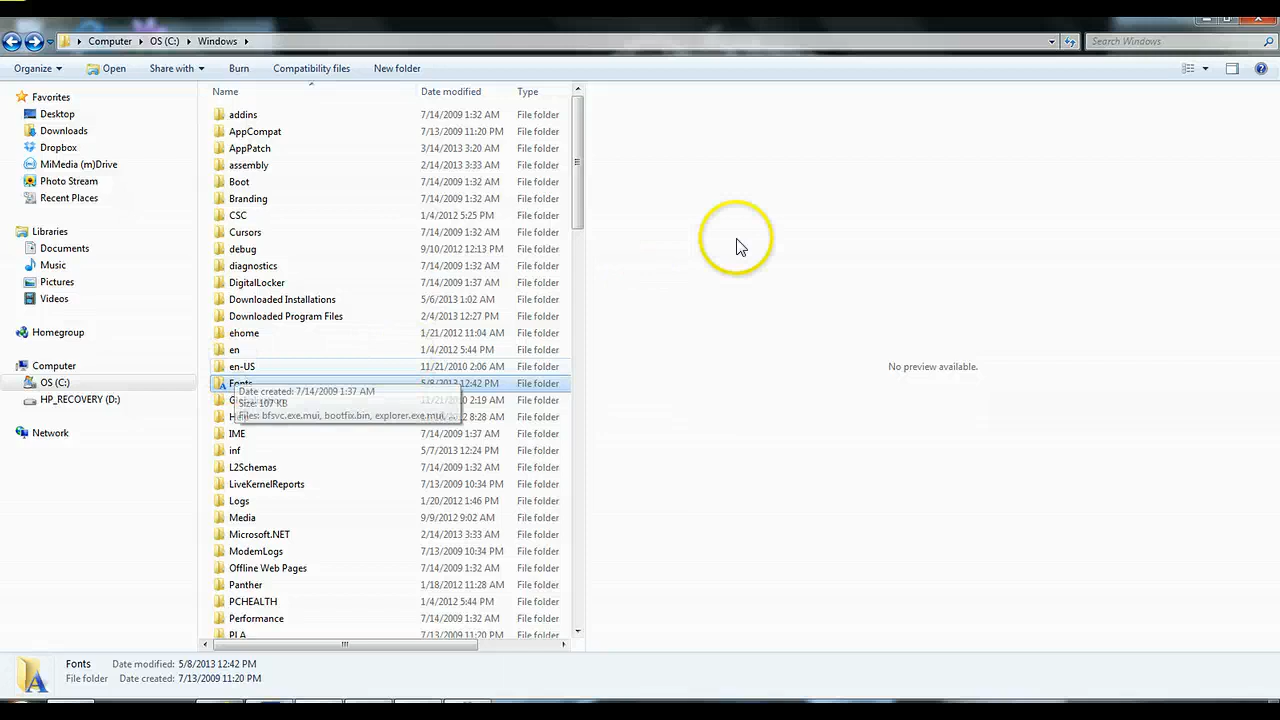 Computer OS (C:) Windows
Search Windows
Organize Open Share with Burn Compatibility files New folder
Name Date modified Type
Favorites
Desktop
Downloads
Dropbox
MiMedia (m)Drive
Photo Stream
Recent Places
Libraries
Documents
Music
Pictures
Videos
Homegroup
Computer
OS (C:)
HP_RECOVERY (D:)
Network
addins 7/14/2009 1:32 AM File folder
AppCompat 7/13/2009 11:20 PM File folder
AppPatch 3/14/2013 3:20 AM File folder
assembly 2/14/2013 3:33 AM File folder
Boot 7/14/2009 1:32 AM File folder
Branding 7/14/2009 1:32 AM File folder
CSC 1/4/2012 5:25 PM File folder
Cursors 7/14/2009 1:32 AM File folder
debug 9/10/2012 12:13 PM File folder
diagnostics 7/14/2009 1:32 AM File folder
DigitalLocker 7/14/2009 1:37 AM File folder
Downloaded Installations 5/6/2013 1:02 AM File folder
Downloaded Program Files 2/4/2013 12:27 PM File folder
ehome 1/21/2012 11:04 AM File folder
en 1/4/2012 5:44 PM File folder
en-US 11/21/2010 2:06 AM File folder
Fonts 5/8/2013 12:42 PM File folder
Date created: 7/14/2009 1:37 AM
Size: 107 KB
Files: bfsvc.exe.mui, bootfix.bin, explorer.exe.mui, ...
2:19 AM File folder
8:28 AM File folder
IME 7/14/2009 1:32 AM File folder
inf 5/7/2013 12:24 PM File folder
L2Schemas 7/14/2009 1:32 AM File folder
LiveKernelReports 7/13/2009 10:34 PM File folder
Logs 1/20/2012 1:46 PM File folder
Media 9/9/2012 9:02 AM File folder
Microsoft.NET 2/14/2013 3:33 AM File folder
ModemLogs 7/13/2009 10:34 PM File folder
Offline Web Pages 7/14/2009 1:32 AM File folder
Panther 1/18/2012 11:28 AM File folder
PCHEALTH 1/4/2012 5:44 PM File folder
Performance 7/14/2009 1:32 AM File folder
PLA 7/13/2009 11:20 PM File folder
No preview available.
Fonts Date modified: 5/8/2013 12:42 PM
File folder Date created: 7/13/2009 11:20 PM